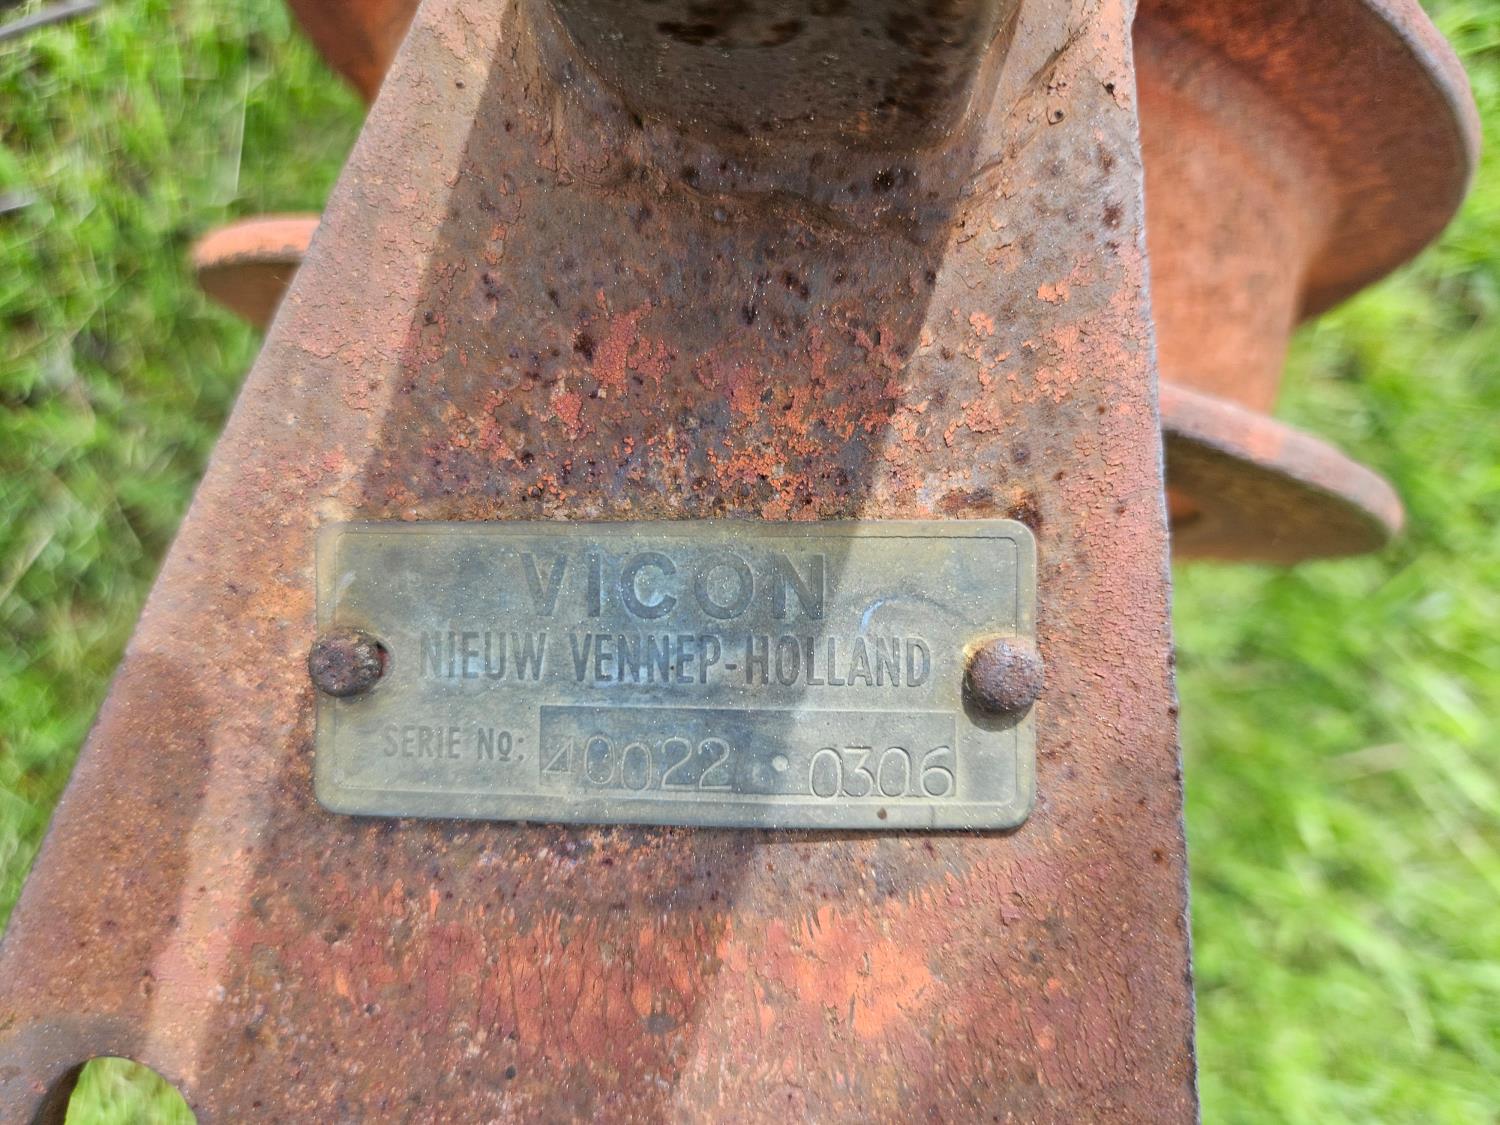 VICON
NIEUW VENNEP-HOLLAND
SERIE Nº: 40022 · 0306